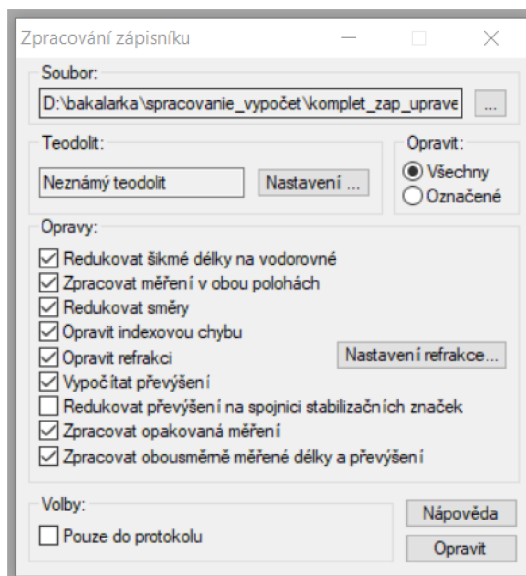 Zpracování zápisníku
Soubor:
D:\bakalarka\spracovanie_vypočet\komplet_zap_uprave
...
Teodolit:
Neznámý teodolit
Nastavení ...
Opravit:
Všechny
Označené
Opravy:
Redukovat šikmé délky na vodorovné
Zpracovat měření v obou polohách
Redukovat směry
Opravit indexovou chybu
Opravit refrakci
Nastavení refrakce...
Vypočítat převýšení
Redukovat převýšení na spojnici stabilizačních značek
Zpracovat opakovaná měření
Zpracovat obousměrně měřené délky a převýšení
Volby:
Pouze do protokolu
Nápověda
Opravit